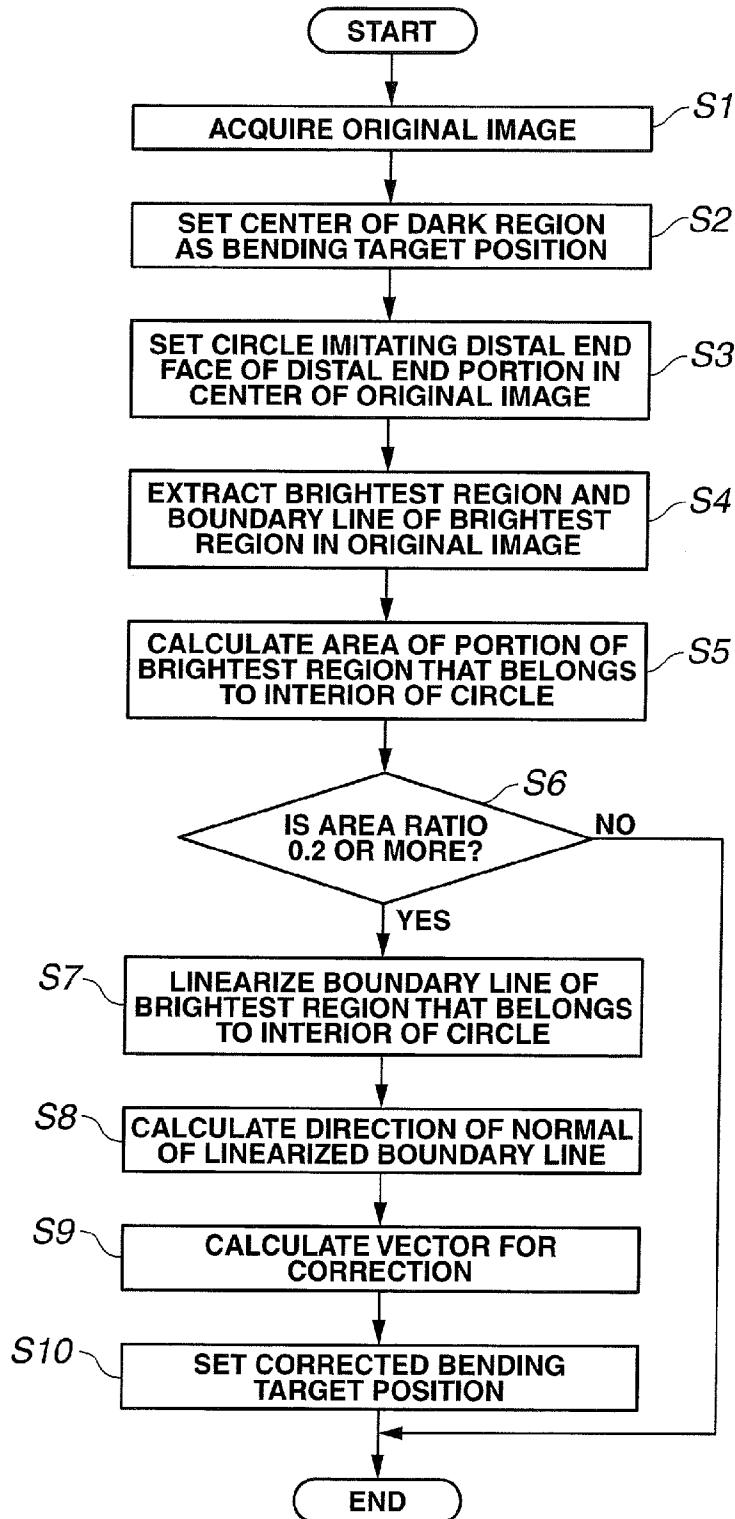 START
S1
ACQUIRE ORIGINAL IMAGE
S2
SET CENTER OF DARK REGION
AS BENDING TARGET POSITION
S3
SET CIRCLE IMITATING DISTAL END
FACE OF DISTAL END PORTION IN
CENTER OF ORIGINAL IMAGE
S4
EXTRACT BRIGHTEST REGION AND
BOUNDARY LINE OF BRIGHTEST
REGION IN ORIGINAL IMAGE
S5
CALCULATE AREA OF PORTION OF
BRIGHTEST REGION THAT BELONGS
TO INTERIOR OF CIRCLE
S6
IS AREA RATIO
0.2 OR MORE?
NO
YES
S7
LINEARIZE BOUNDARY LINE OF
BRIGHTEST REGION THAT BELONGS
TO INTERIOR OF CIRCLE
S8
CALCULATE DIRECTION OF NORMAL
OF LINEARIZED BOUNDARY LINE
S9
CALCULATE VECTOR FOR
CORRECTION
S10
SET CORRECTED BENDING
TARGET POSITION
END